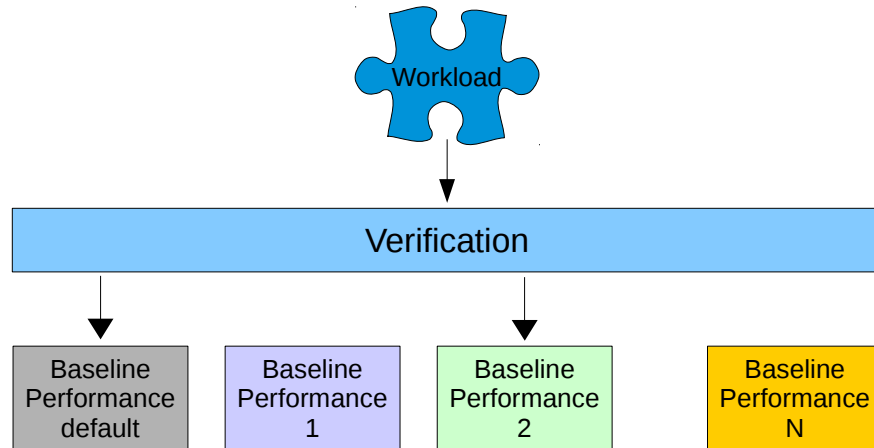 Workload
Verification
Baseline
Performance
default
Baseline
Performance
1
Baseline
Performance
2
Baseline
Performance
N